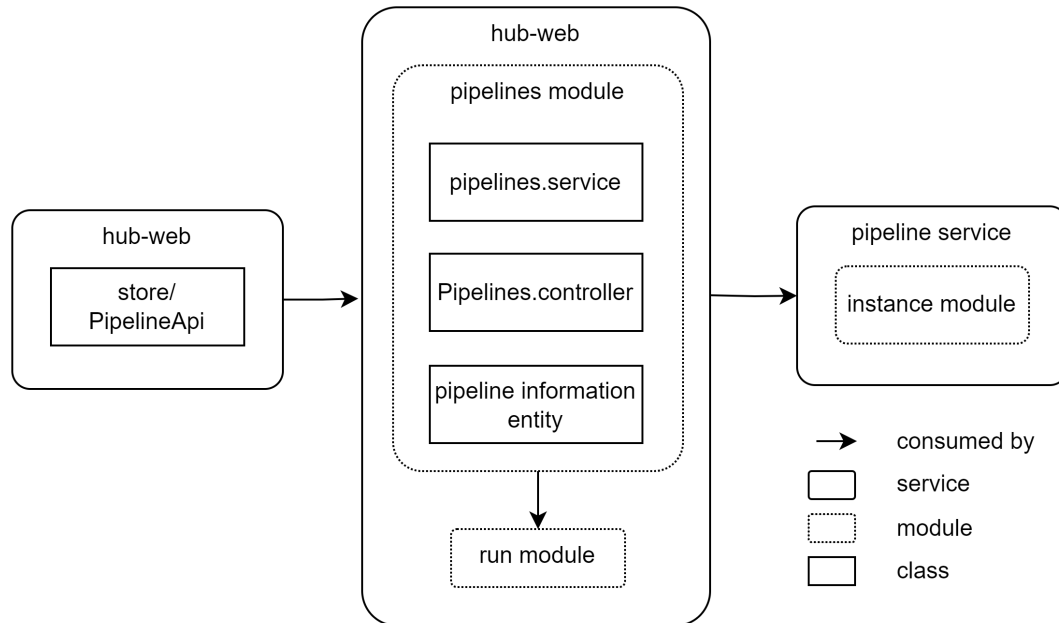 hub-web
pipelines module
pipelines.service
Pipelines.controller
pipeline information
entity
run module
hub-web
store/
PipelineApi
pipeline service
instance module
consumed by
service
module
class